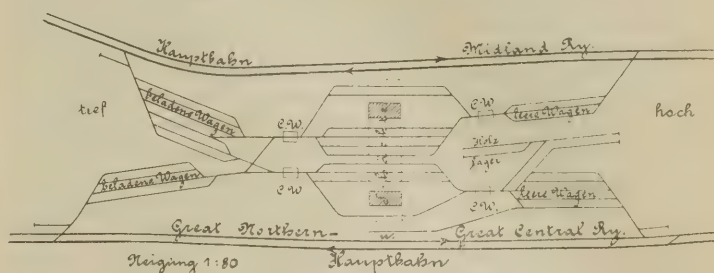 Hauptbahn Midland Ry.
tief
beladene Wagen
C.W.
C.W.
leere Wagen
hoch
Holz
Lager
beladene Wagen
C.W.
C.W.
leere Wagen
Great Northern- Great Central Ry.
Neigung 1:80 Hauptbahn